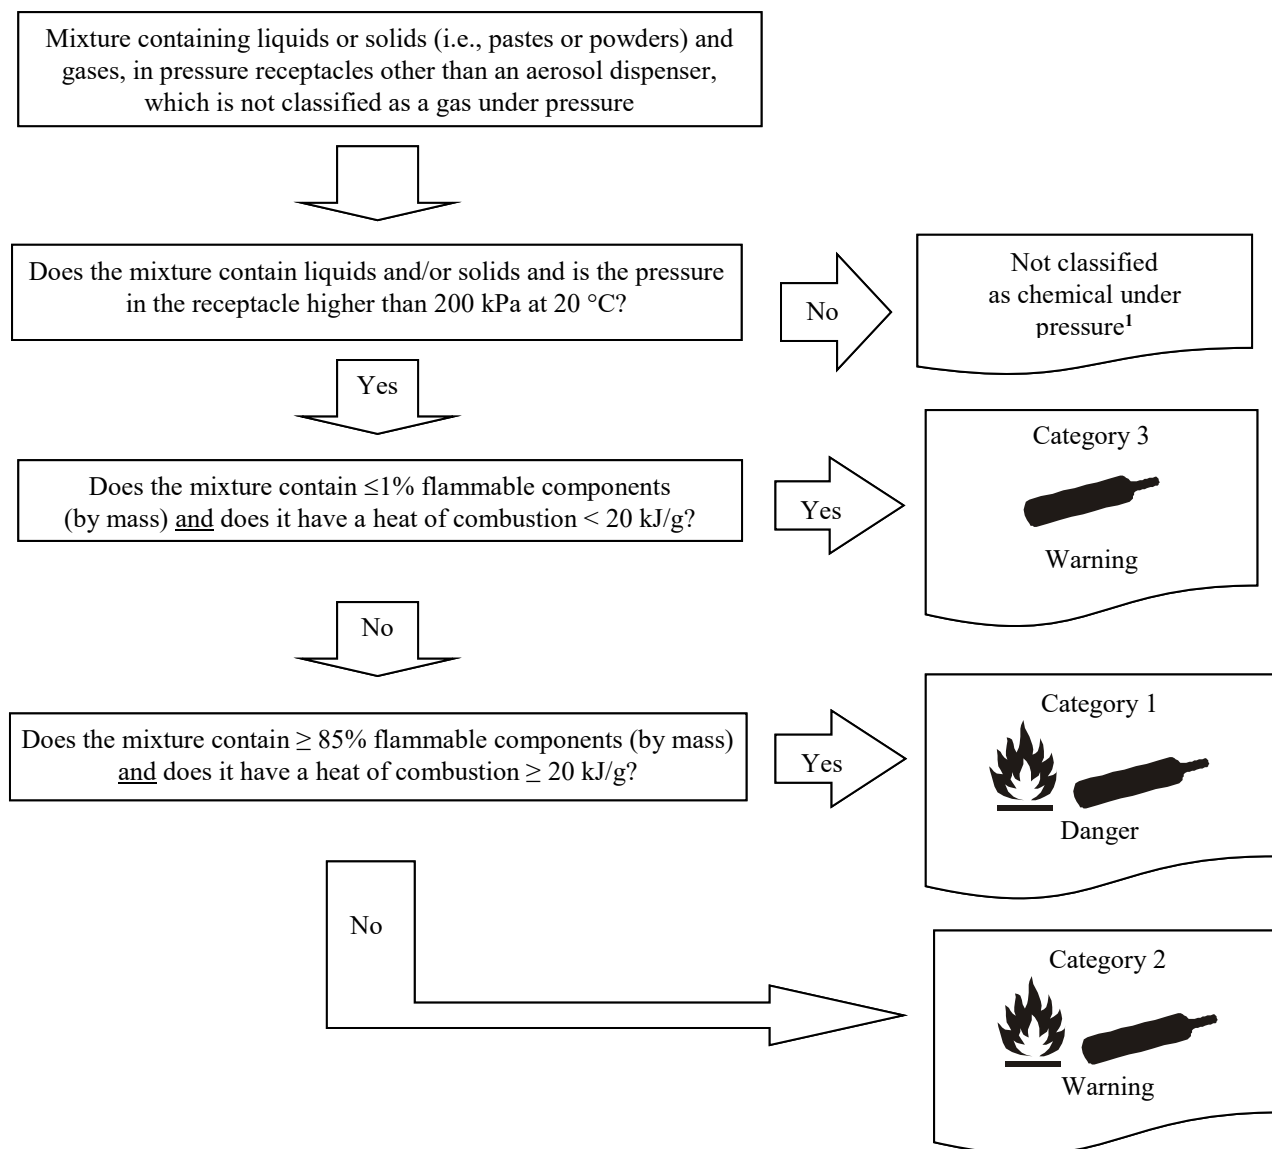 Mixture containing liquids or solids (i.e., pastes or powders) and
gases, in pressure receptacles other than an aerosol dispenser,
which is not classified as a gas under pressure
Does the mixture contain liquids and/or solids and is the pressure
in the receptacle higher than 200 kPa at 20 °C?
No
Not classified
as chemical under
pressure¹
Yes
Does the mixture contain ≤1% flammable components
(by mass) and does it have a heat of combustion < 20 kJ/g?
Yes
Category 3
Warning
No
Does the mixture contain ≥ 85% flammable components (by mass)
and does it have a heat of combustion ≥ 20 kJ/g?
Yes
Category 1
Danger
No
Category 2
Warning